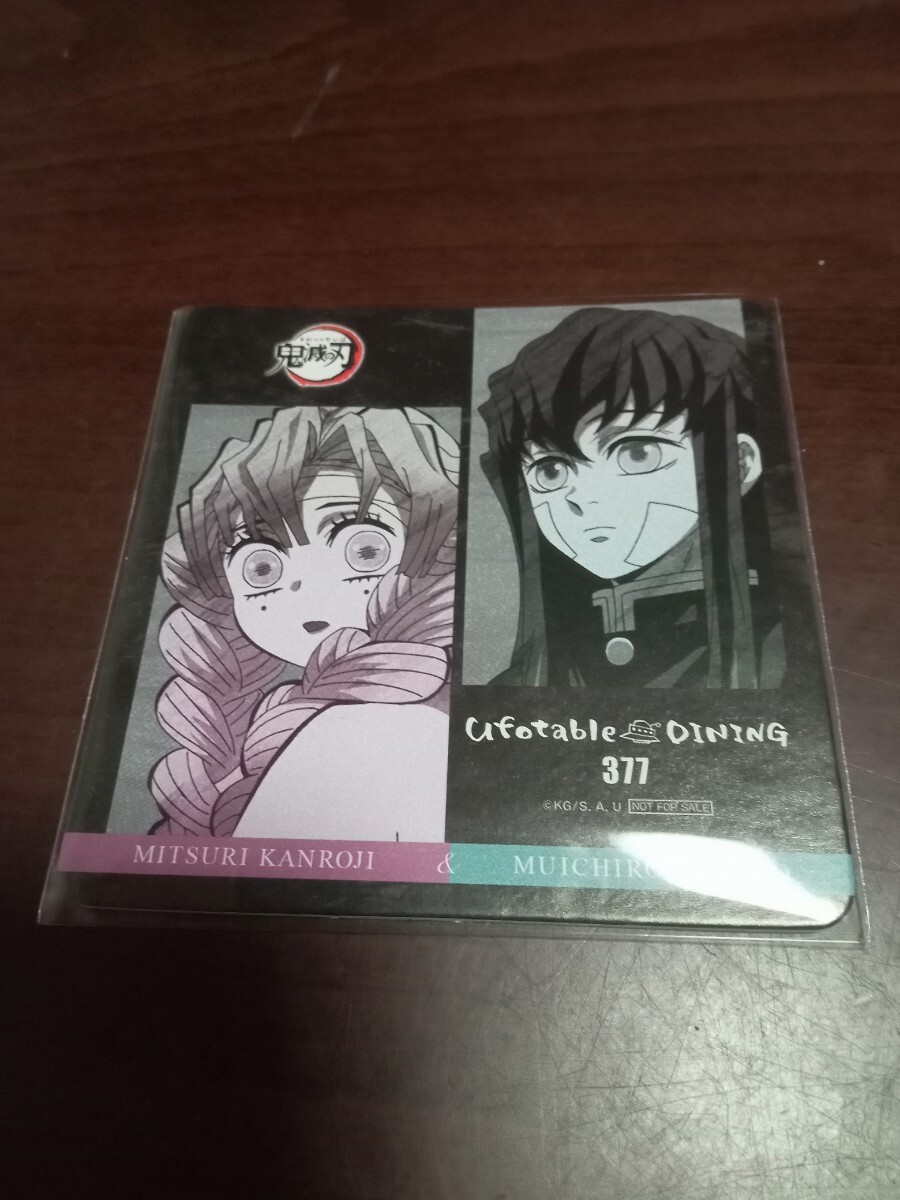 鬼滅の刃
ufotable DINING
377
©KG/S. A. U NOT FOR SALE
MITSURI KANROJI & MUICHIRO